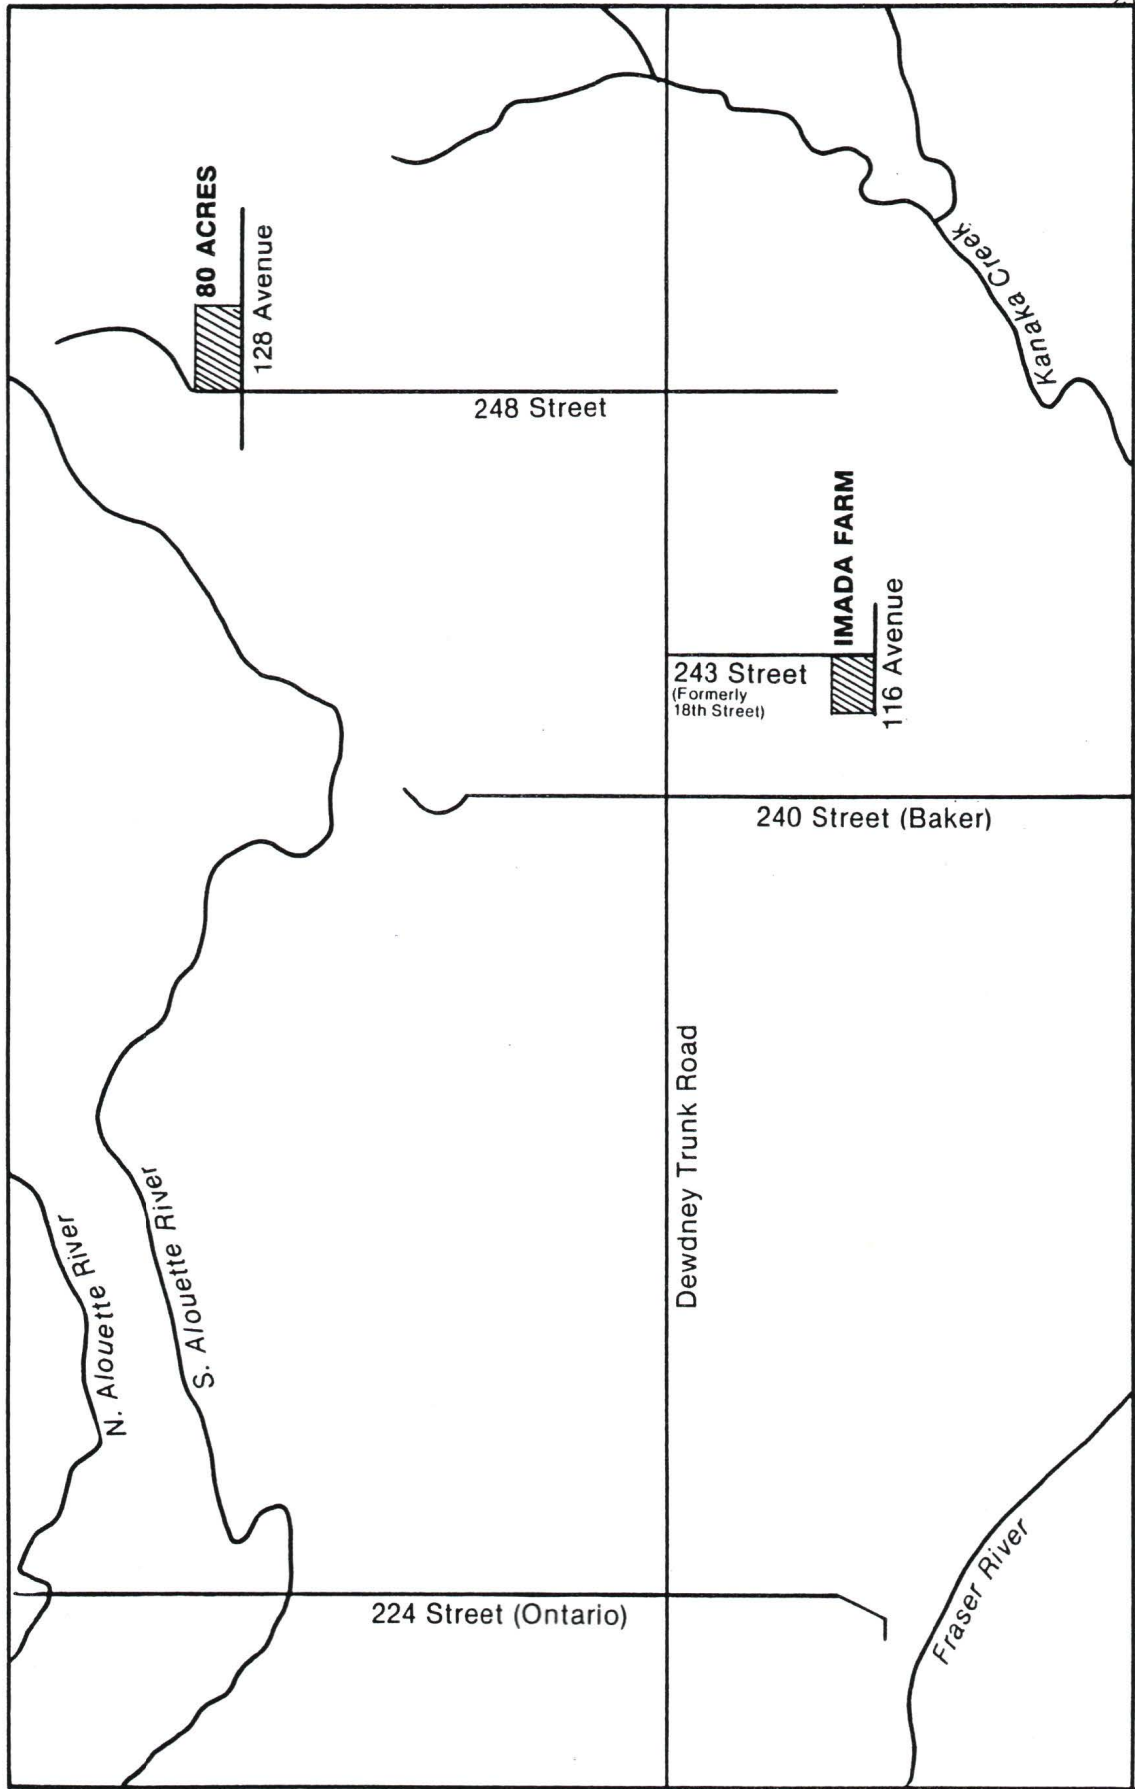 80 ACRES
128 Avenue
Kanaka Creek
248 Street
IMADA FARM
116 Avenue
243 Street
(Formerly
18th Street)
240 Street (Baker)
Dewdney Trunk Road
N. Alouette River
S. Alouette River
224 Street (Ontario)
Fraser River